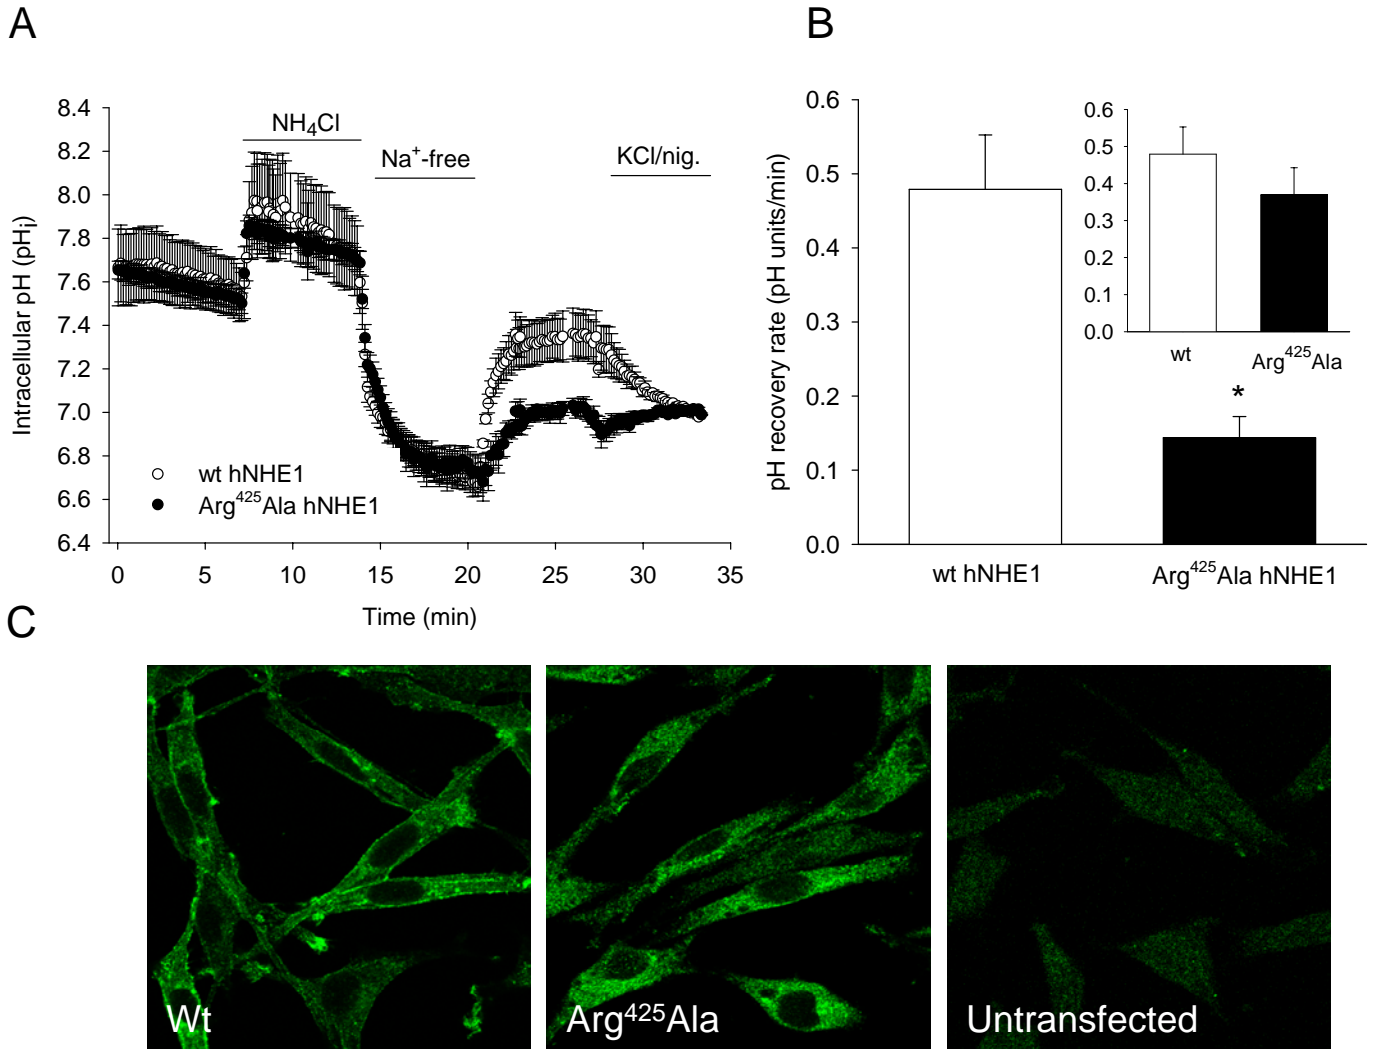 A
B
8.4
8.2
8.0
7.8
7.6
7.4
7.2
7.0
6.8
6.6
6.4
Intracellular pH (pHi)
NH4Cl
Na+-free
KCl/nig.
wt hNHE1
Arg425Ala hNHE1
0 5 10 15 20 25 30 35
Time (min)
0.6
0.5
0.4
0.3
0.2
0.1
0.0
pH recovery rate (pH units/min)
0.6
0.5
0.4
0.3
0.2
0.1
0.0
wt Arg425Ala
*
wt hNHE1 Arg425Ala hNHE1
C
Wt
Arg425Ala
Untransfected